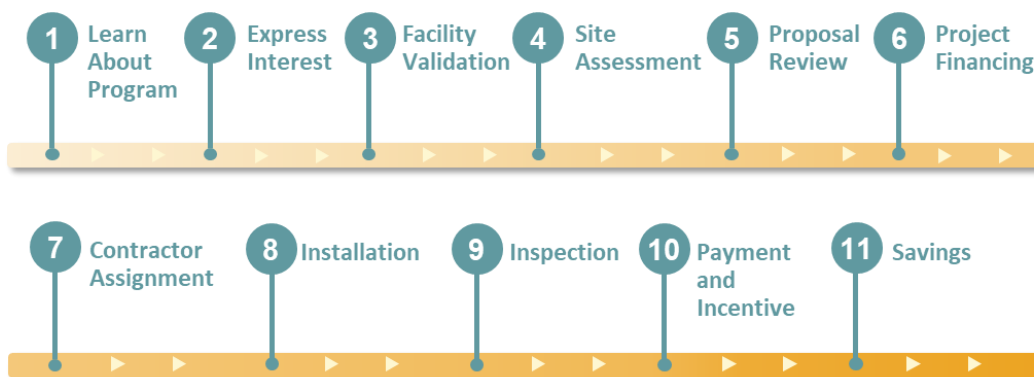 1 Learn
About
Program
2 Express
Interest
3 Facility
Validation
4 Site
Assessment
5 Proposal
Review
6 Project
Financing
7 Contractor
Assignment
8 Installation
9 Inspection
10 Payment
and
Incentive
11 Savings